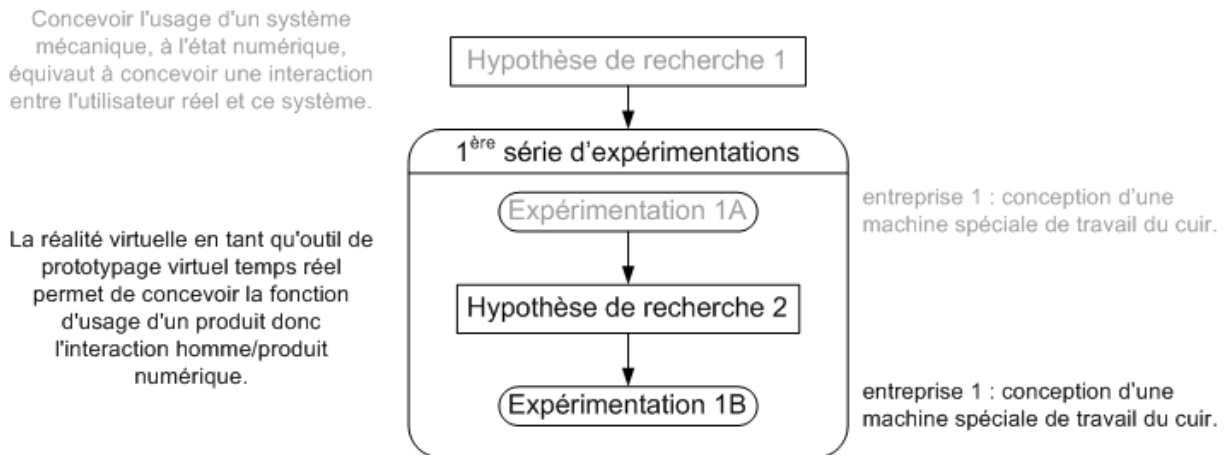 Concevoir l'usage d'un système
mécanique, à l'état numérique,
équivaut à concevoir une interaction
entre l'utilisateur réel et ce système.
Hypothèse de recherche 1
1ère série d'expérimentations
Expérimentation 1A
entreprise 1 : conception d'une
machine spéciale de travail du cuir.
La réalité virtuelle en tant qu'outil de
prototypage virtuel temps réel
permet de concevoir la fonction
d'usage d'un produit donc
l'interaction homme/produit
numérique.
Hypothèse de recherche 2
Expérimentation 1B
entreprise 1 : conception d'une
machine spéciale de travail du cuir.